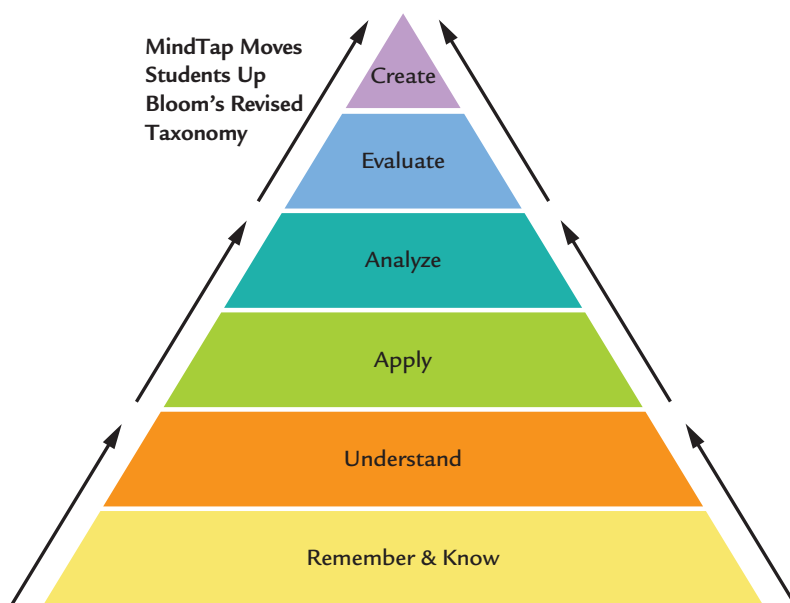 MindTap Moves
Students Up
Bloom’s Revised
Taxonomy
Create
Evaluate
Analyze
Apply
Understand
Remember & Know